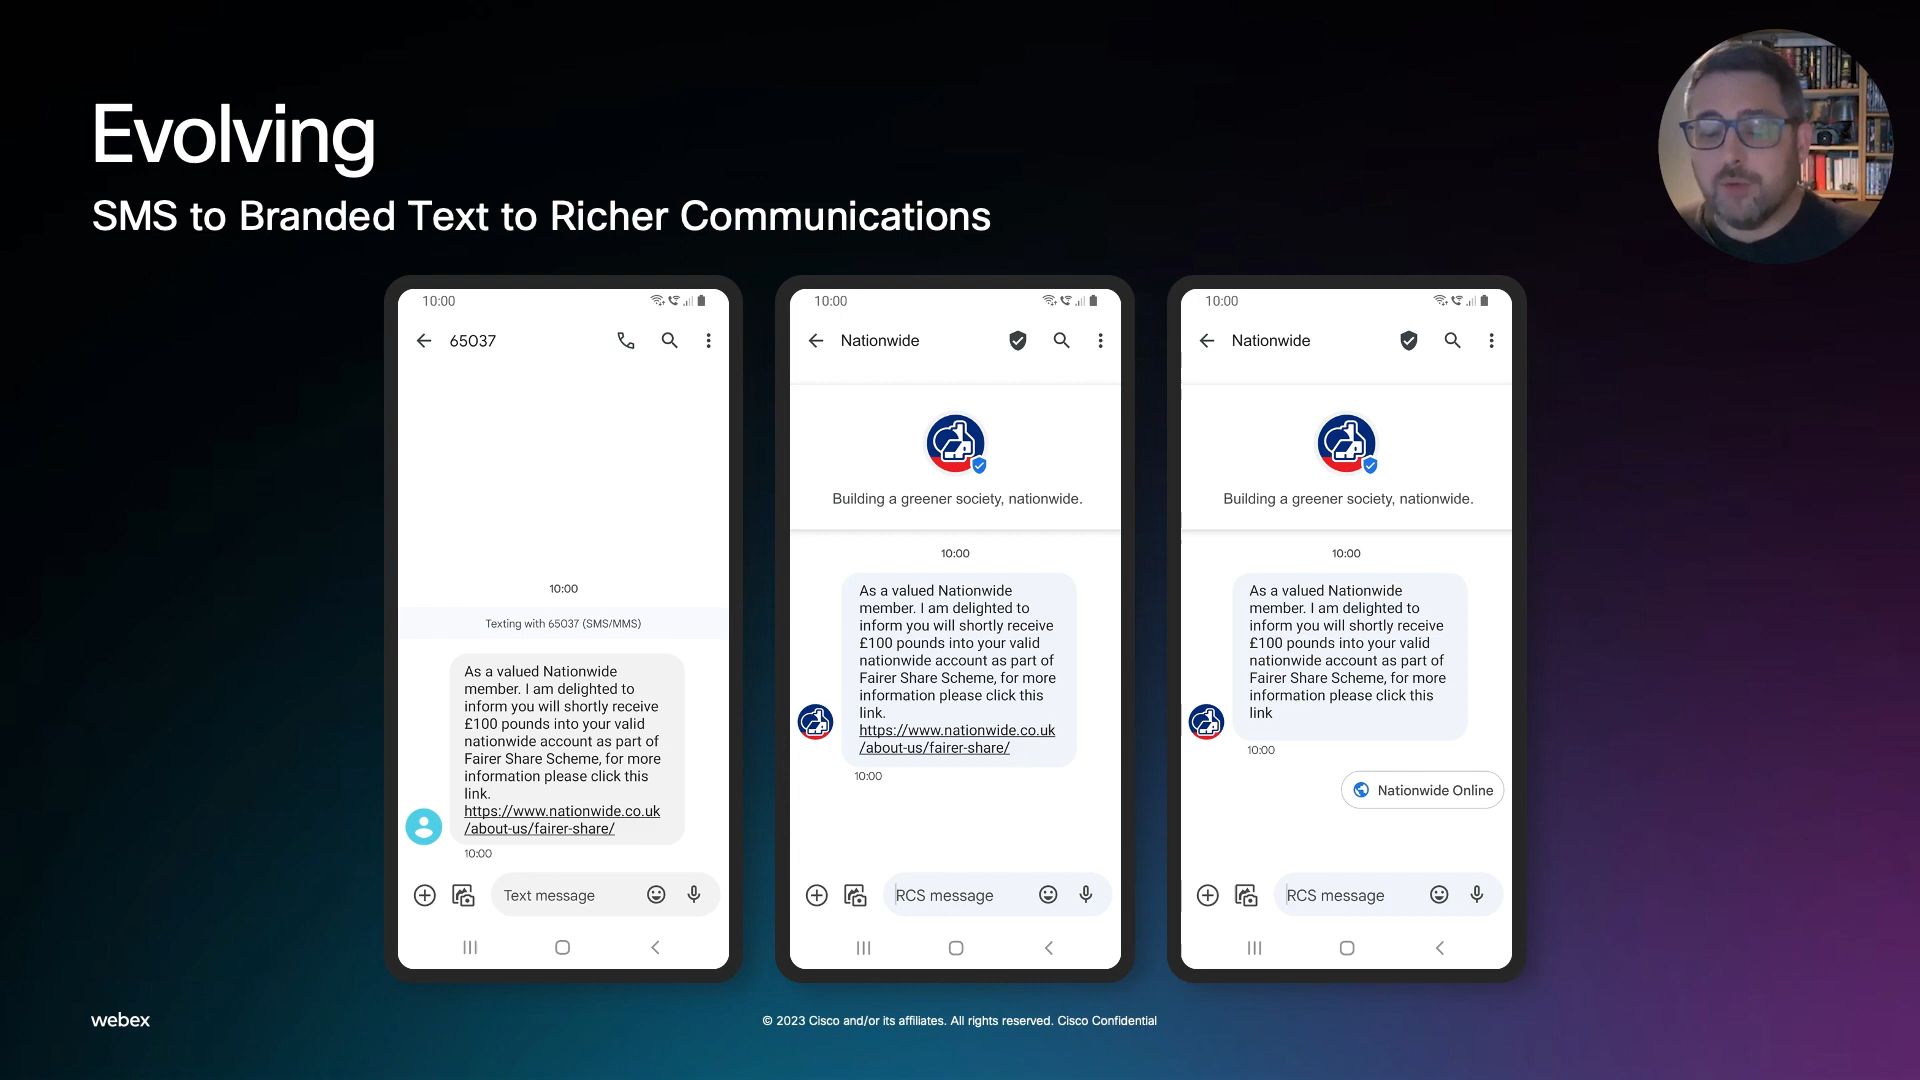 Evolving
SMS to Branded Text to Richer Communications
10:00
65037
10:00
Texting with 65037 (SMS/MMS)
As a valued Nationwide
member. I am delighted to
inform you will shortly receive
£100 pounds into your valid
nationwide account as part of
Fairer Share Scheme, for more
information please click this
link.
https://www.nationwide.co.uk
/about-us/fairer-share/
10:00
Text message
10:00
Nationwide
Building a greener society, nationwide.
10:00
As a valued Nationwide
member. I am delighted to
inform you will shortly receive
£100 pounds into your valid
nationwide account as part of
Fairer Share Scheme, for more
information please click this
link.
https://www.nationwide.co.uk
/about-us/fairer-share/
10:00
RCS message
10:00
Nationwide
Building a greener society, nationwide.
10:00
As a valued Nationwide
member. I am delighted to
inform you will shortly receive
£100 pounds into your valid
nationwide account as part of
Fairer Share Scheme, for more
information please click this
link
10:00
Nationwide Online
RCS message
webex
© 2023 Cisco and/or its affiliates. All rights reserved. Cisco Confidential